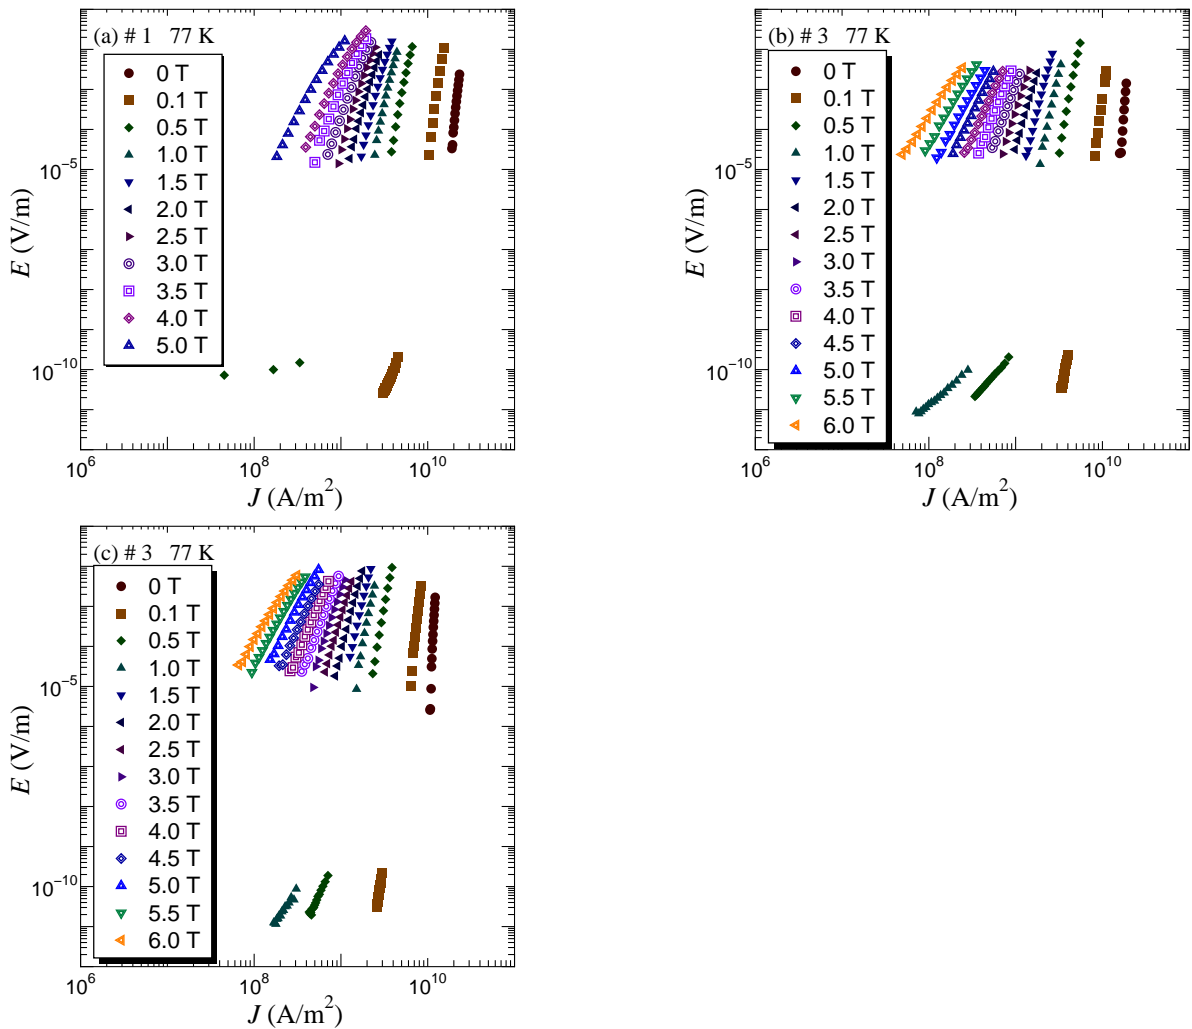 (a) # 1 77 K
0 T
0.1 T
0.5 T
1.0 T
1.5 T
2.0 T
2.5 T
3.0 T
3.5 T
4.0 T
5.0 T
10^-5
10^-10
E (V/m)
10^6
10^8
10^10
J (A/m^2)
(b) # 3 77 K
0 T
0.1 T
0.5 T
1.0 T
1.5 T
2.0 T
2.5 T
3.0 T
3.5 T
4.0 T
4.5 T
5.0 T
5.5 T
6.0 T
10^-5
10^-10
E (V/m)
10^6
10^8
10^10
J (A/m^2)
(c) # 3 77 K
0 T
0.1 T
0.5 T
1.0 T
1.5 T
2.0 T
2.5 T
3.0 T
3.5 T
4.0 T
4.5 T
5.0 T
5.5 T
6.0 T
10^-5
10^-10
E (V/m)
10^6
10^8
10^10
J (A/m^2)